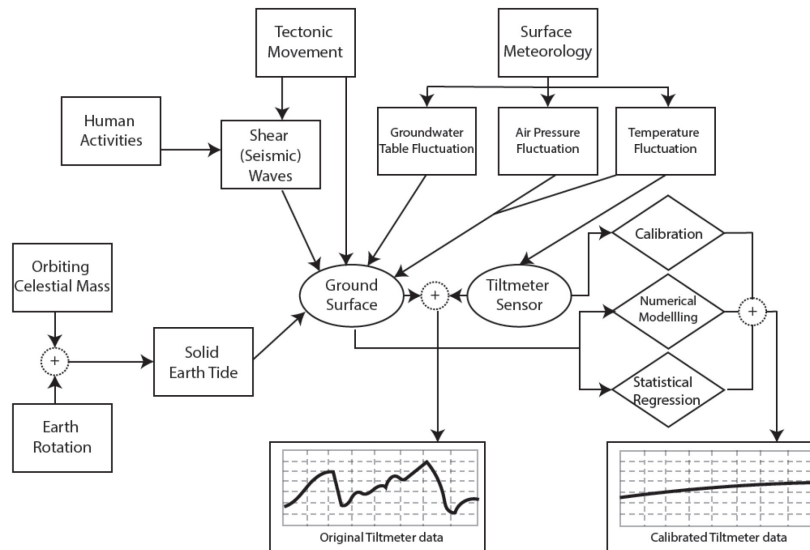 Tectonic
Movement
Surface
Meteorology
Human
Activities
Shear
(Seismic)
Waves
Groundwater
Table Fluctuation
Air Pressure
Fluctuation
Temperature
Fluctuation
Orbiting
Celestial Mass
Ground
Surface
+
Tiltmeter
Sensor
Calibration
Numerical
Modellling
+
Statistical
Regression
+
Solid
Earth Tide
Earth
Rotation
Original Tiltmeter data
Calibrated Tiltmeter data